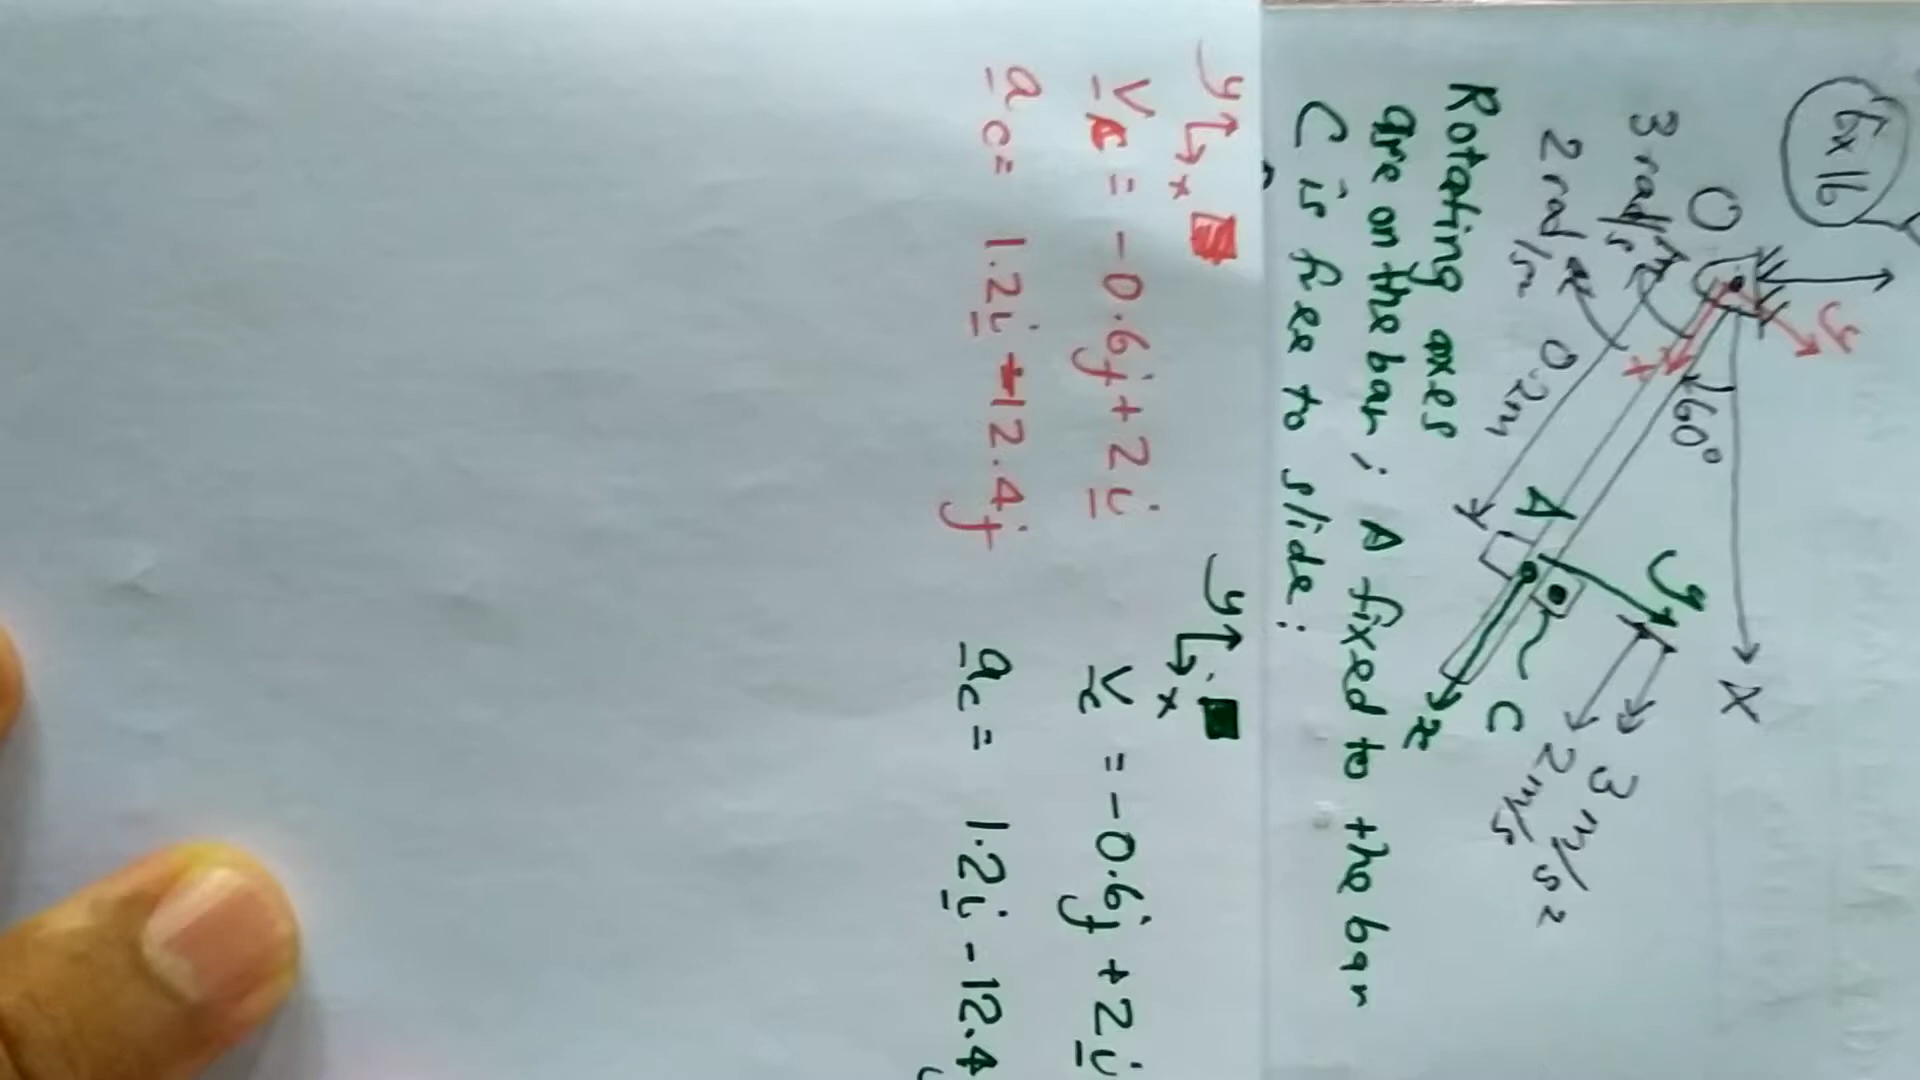 Ex 16
O
3 rad/s
2 rad/s²
y
x
60°
0.2m
A
y
x
C
X
3 m/s²
2 m/s
Rotating axes
are on the bar ; A fixed to the bar
C is free to slide :
y
x
v_c = -0.6j + 2i
a_c = 1.2i - 12.4j
y
x
v_c = -0.6j + 2i
a_c = 1.2i - 12.4